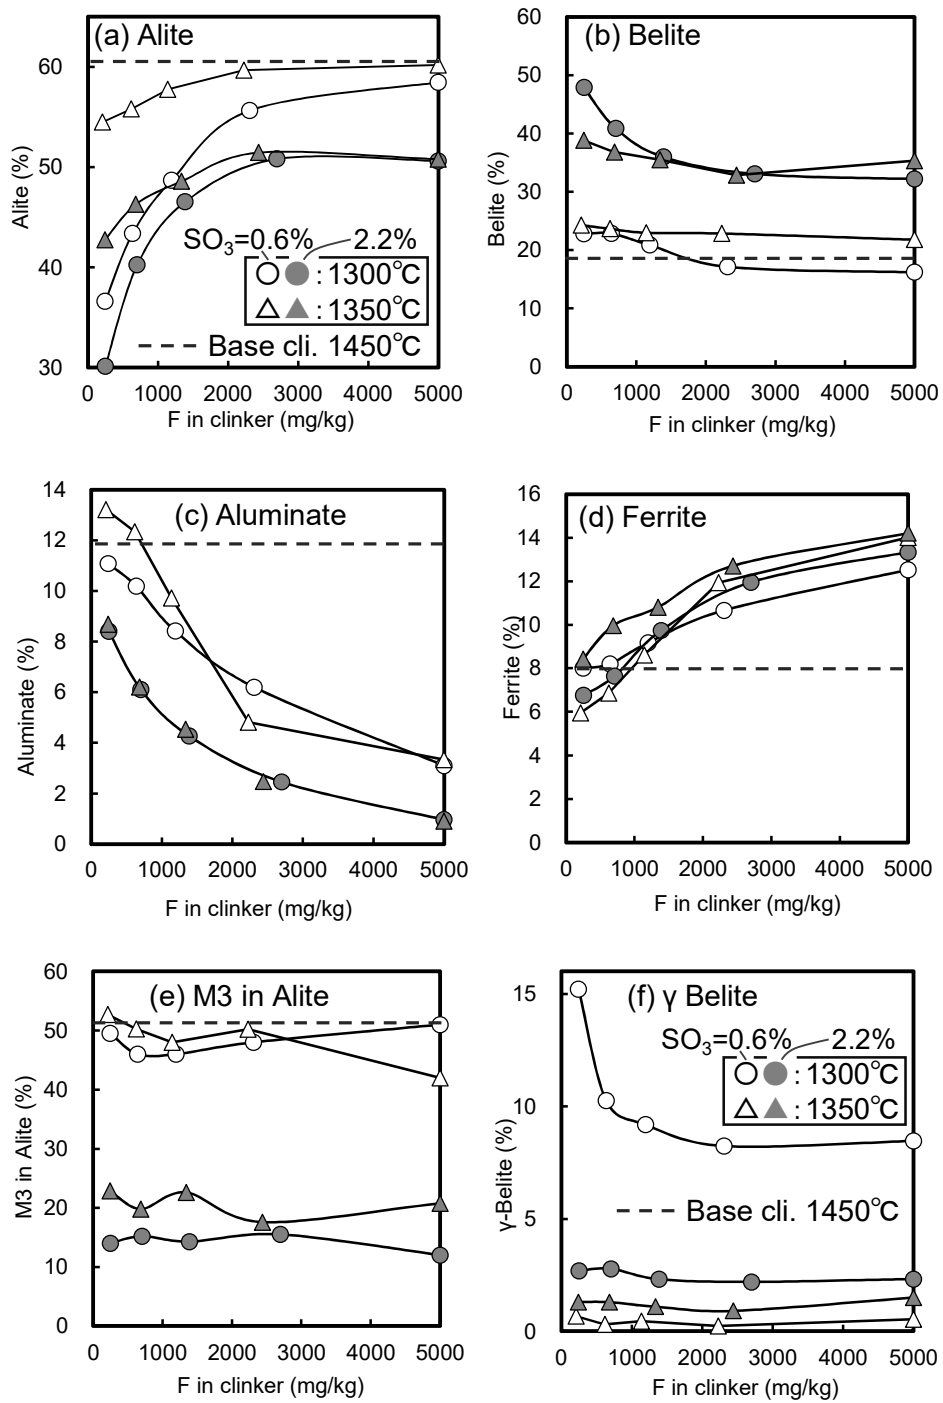 (a) Alite
60
50
40
30
Alite (%)
SO3=0.6% 2.2%
: 1300℃
: 1350℃
Base cli. 1450℃
0 1000 2000 3000 4000 5000
F in clinker (mg/kg)
(b) Belite
60
50
40
30
20
10
0
Belite (%)
0 1000 2000 3000 4000 5000
F in clinker (mg/kg)
(c) Aluminate
14
12
10
8
6
4
2
0
Aluminate (%)
0 1000 2000 3000 4000 5000
F in clinker (mg/kg)
(d) Ferrite
16
14
12
10
8
6
4
2
0
Ferrite (%)
0 1000 2000 3000 4000 5000
F in clinker (mg/kg)
(e) M3 in Alite
60
50
40
30
20
10
0
M3 in Alite (%)
0 1000 2000 3000 4000 5000
F in clinker (mg/kg)
(f) γ Belite
15
10
5
0
γ-Belite (%)
SO3=0.6% 2.2%
: 1300℃
: 1350℃
Base cli. 1450℃
0 1000 2000 3000 4000 5000
F in clinker (mg/kg)